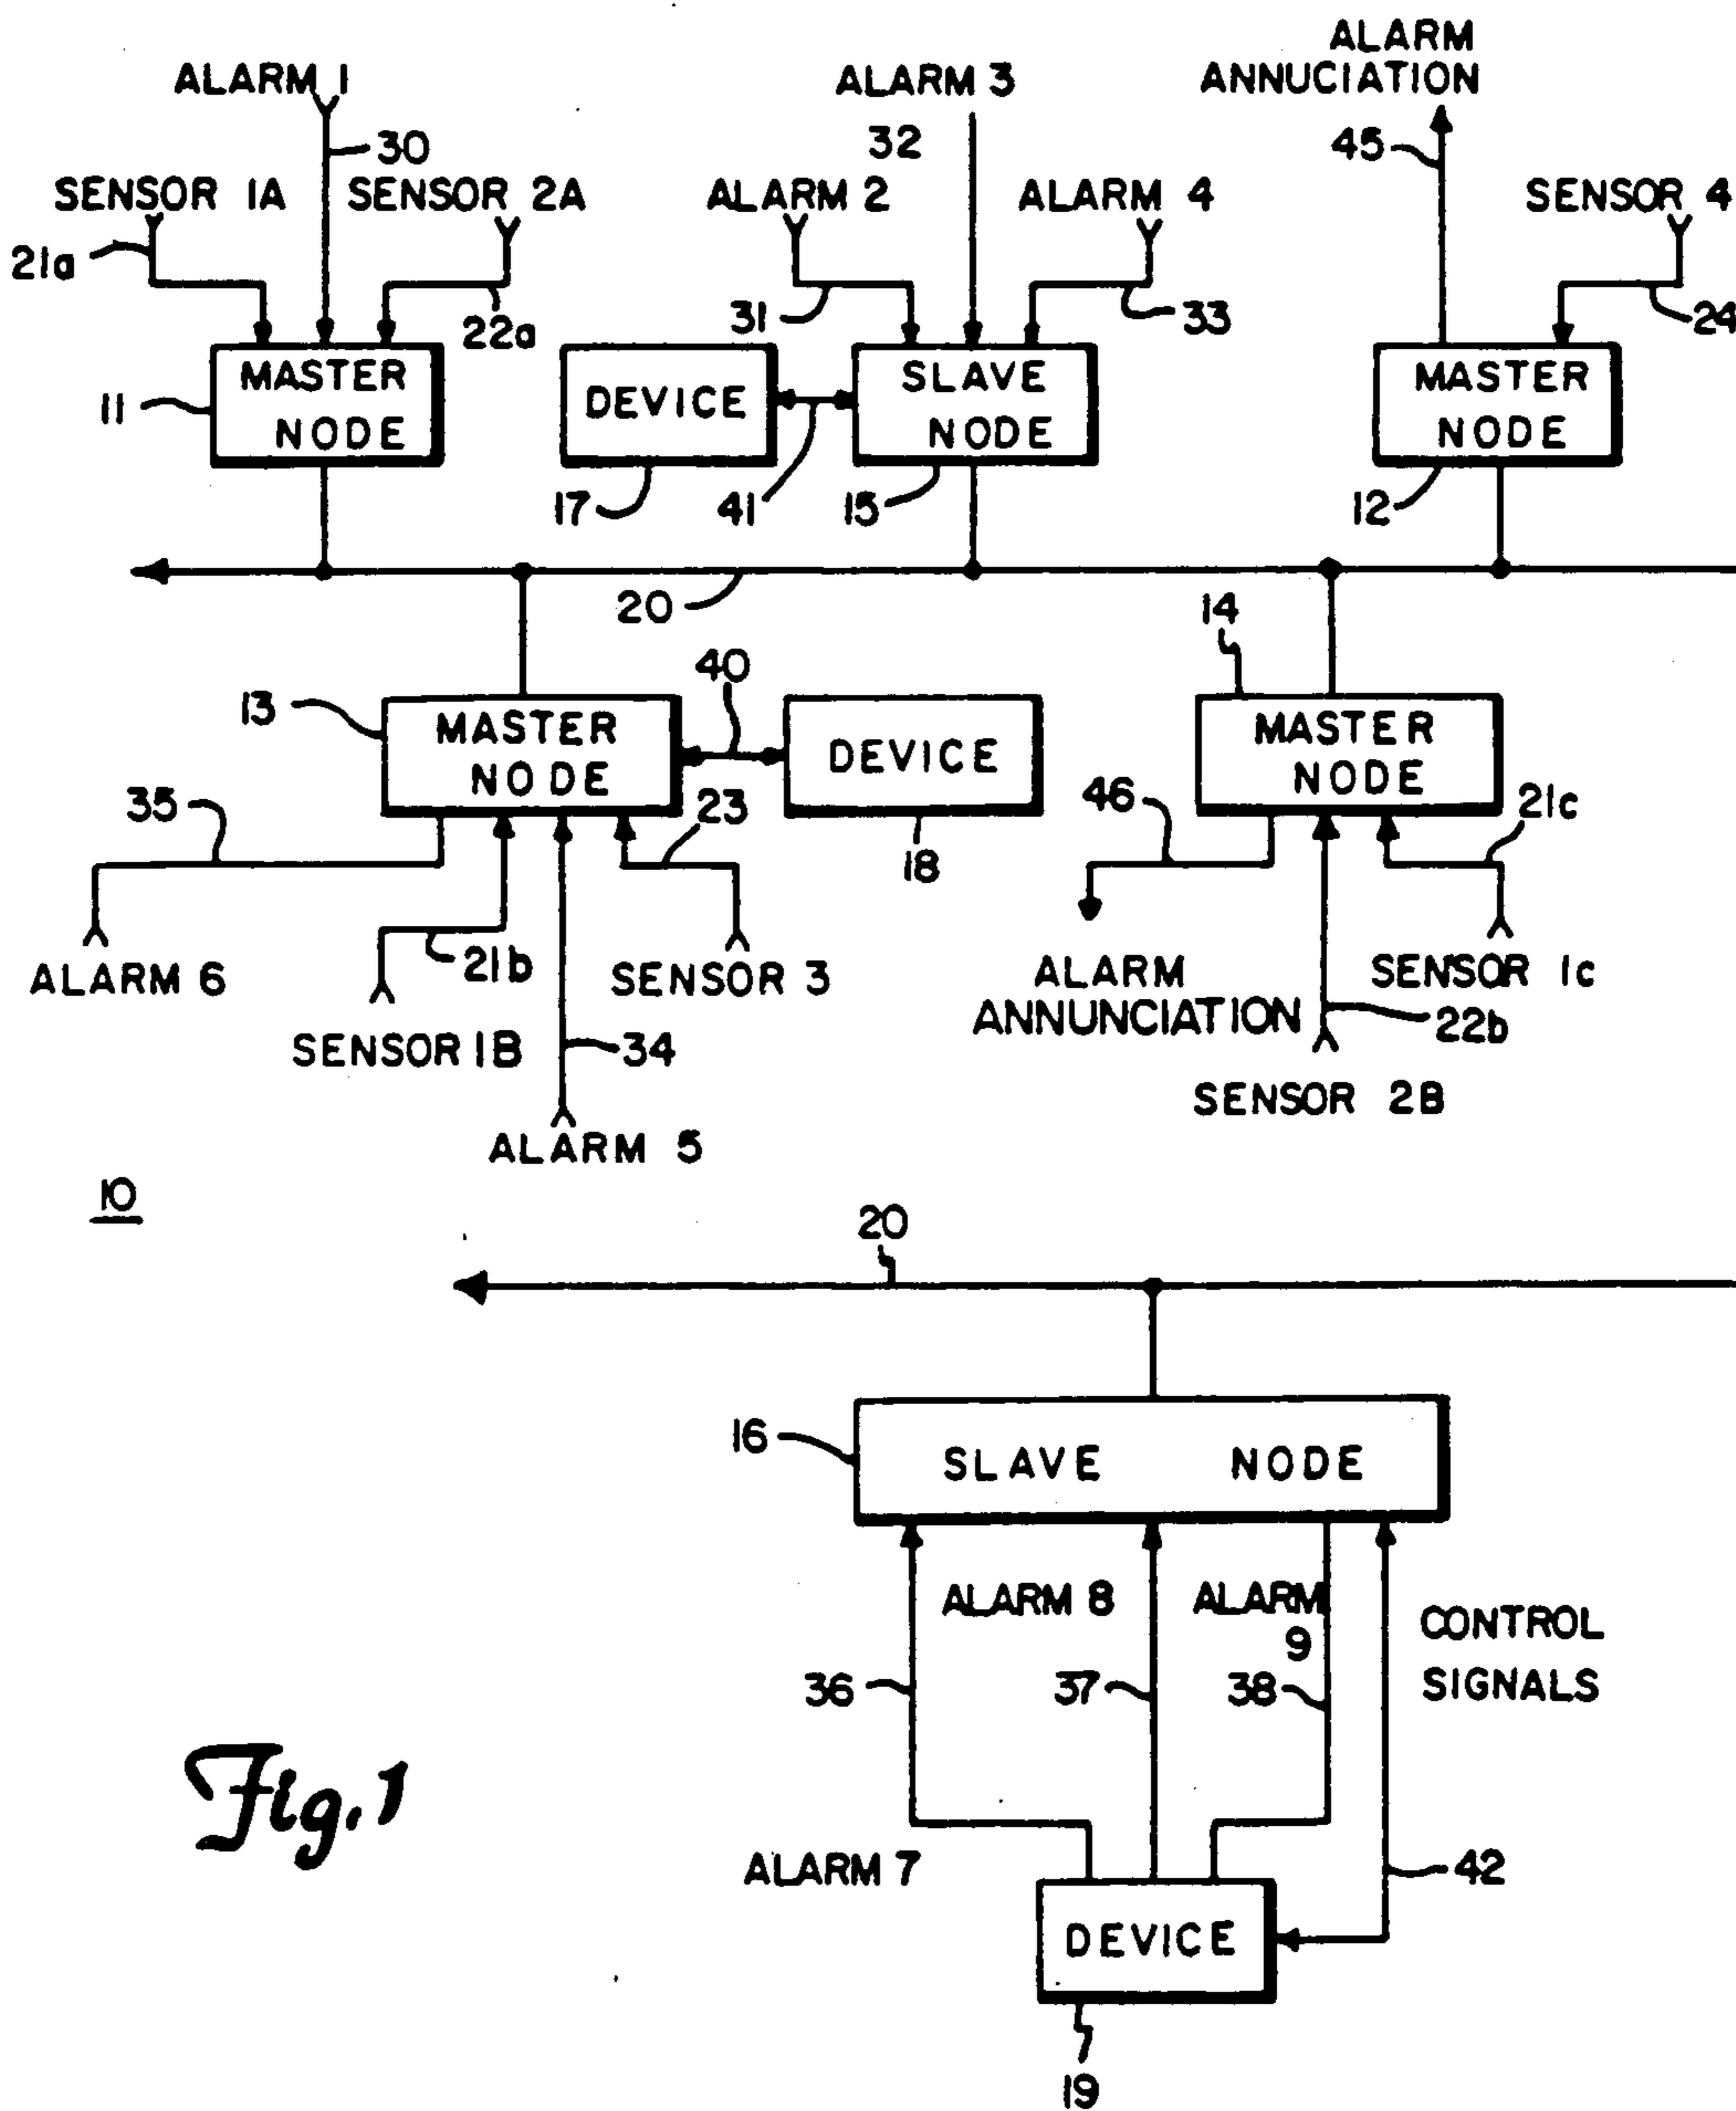 ALARM
ALARM 1
ALARM 3
ANNUCIATION
30
32
45
SENSOR 1A
SENSOR 2A
ALARM 2
ALARM 4
SENSOR 4
21a
22a
31
33
24
MASTER
NODE
11
DEVICE
SLAVE
NODE
MASTER
NODE
17
41
15
12
20
14
40
13
MASTER
NODE
DEVICE
MASTER
NODE
35
23
46
21c
18
ALARM 6
21b
SENSOR 3
ALARM
ANNUNCIATION
SENSOR 1c
22b
SENSOR 1B
34
SENSOR 2B
ALARM 5
10
20
16
SLAVE NODE
ALARM 8
ALARM
9
CONTROL
SIGNALS
36
37
38
Fig. 1
ALARM 7
42
DEVICE
19